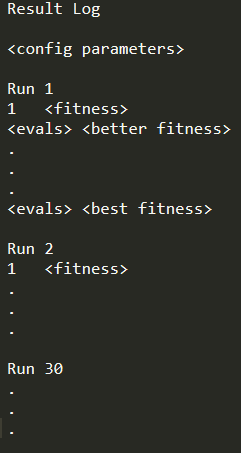 Result Log
<config parameters>
Run 1
1 <fitness>
<evals> <better fitness>
.
.
.
<evals> <best fitness>
Run 2
1 <fitness>
.
.
.
Run 30
.
.
.